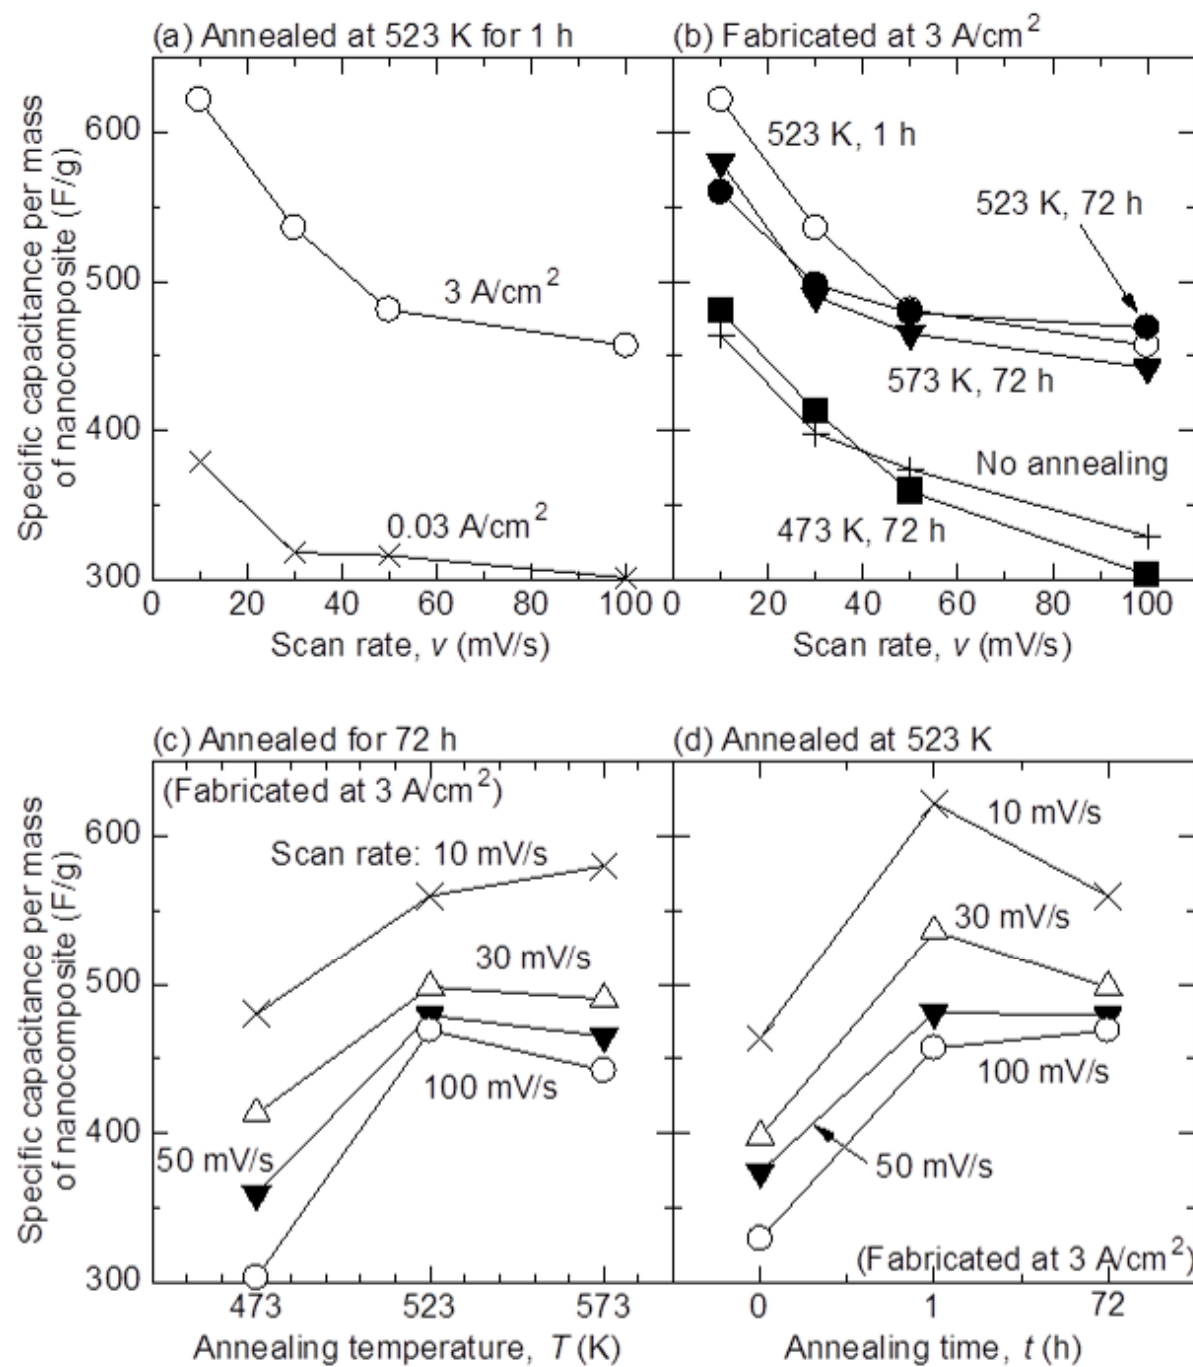 (a) Annealed at 523 K for 1 h
(b) Fabricated at 3 A/cm²
Specific capacitance per mass
of nanocomposite (F/g)
600
500
400
300
3 A/cm²
0.03 A/cm²
0 20 40 60 80 100
Scan rate, v (mV/s)
523 K, 1 h
523 K, 72 h
573 K, 72 h
No annealing
473 K, 72 h
0 20 40 60 80 100
Scan rate, v (mV/s)
(c) Annealed for 72 h
(d) Annealed at 523 K
Specific capacitance per mass
of nanocomposite (F/g)
600
500
400
300
(Fabricated at 3 A/cm²)
Scan rate: 10 mV/s
30 mV/s
100 mV/s
50 mV/s
473 523 573
Annealing temperature, T (K)
10 mV/s
30 mV/s
100 mV/s
50 mV/s
(Fabricated at 3 A/cm²)
0 1 72
Annealing time, t (h)